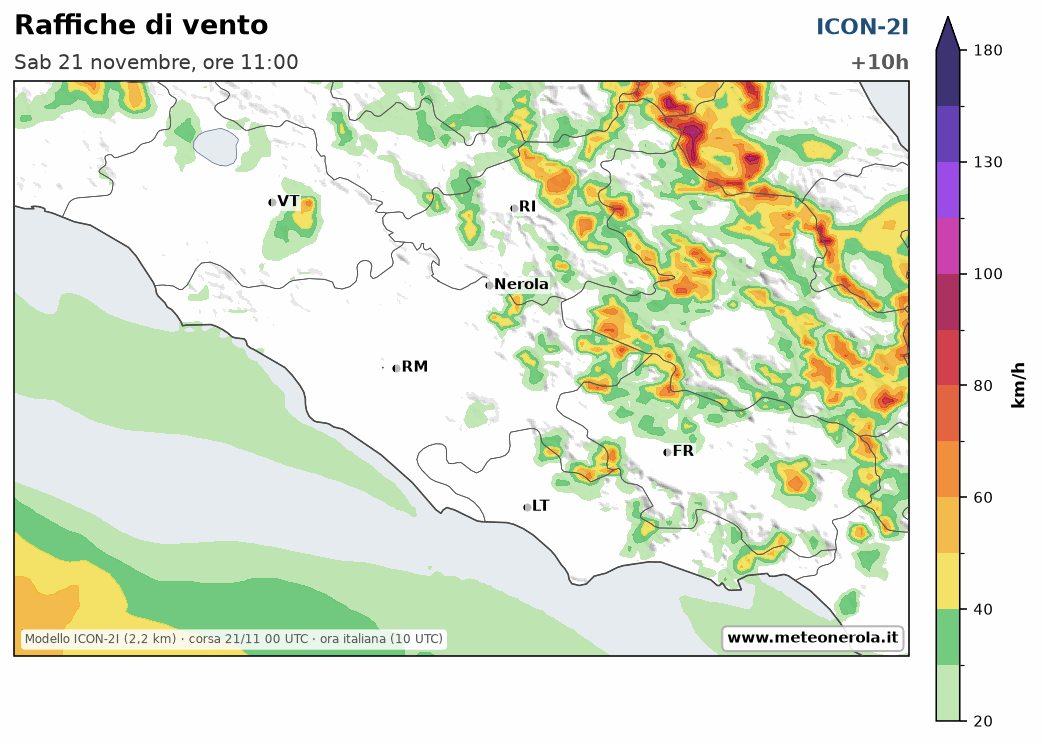 Raffiche di vento
ICON-2I
Sab 21 novembre, ore 11:00
+10h
180
130
100
80
60
40
20
km/h
VT
RI
Nerola
RM
FR
LT
Modello ICON-2I (2,2 km) · corsa 21/11 00 UTC · ora italiana (10 UTC)
www.meteonerola.it